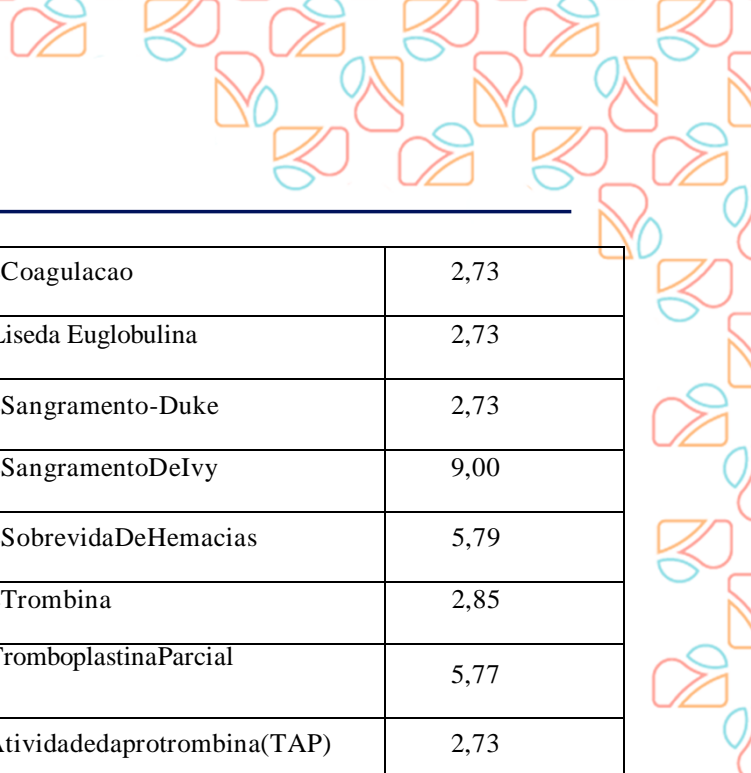 Coagulacao 2,73
Liseda Euglobulina 2,73
Sangramento-Duke 2,73
SangramentoDeIvy 9,00
SobrevidaDeHemacias 5,79
Trombina 2,85
TromboplastinaParcial 5,77
Atividadedaprotrombina(TAP) 2,73